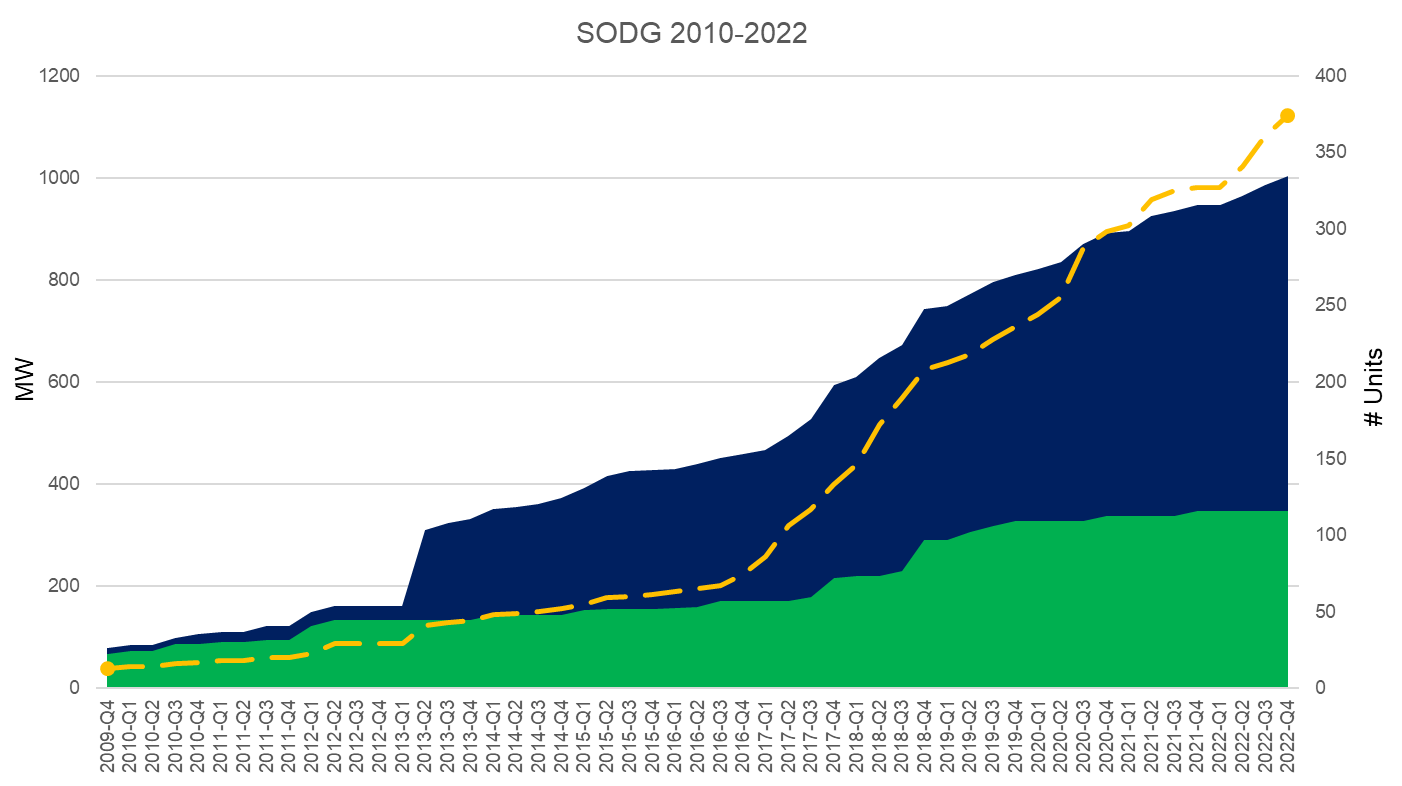 SODG 2010-2022
1200
1000
800
600
400
200
0
MW
400
350
300
250
200
150
100
50
0
# Units
2009-Q4
2010-Q1
2010-Q2
2010-Q3
2010-Q4
2011-Q1
2011-Q2
2011-Q3
2011-Q4
2012-Q1
2012-Q2
2012-Q3
2012-Q4
2013-Q1
2013-Q2
2013-Q3
2013-Q4
2014-Q1
2014-Q2
2014-Q3
2014-Q4
2015-Q1
2015-Q2
2015-Q3
2015-Q4
2016-Q1
2016-Q2
2016-Q3
2016-Q4
2017-Q1
2017-Q2
2017-Q3
2017-Q4
2018-Q1
2018-Q2
2018-Q3
2018-Q4
2019-Q1
2019-Q2
2019-Q3
2019-Q4
2020-Q1
2020-Q2
2020-Q3
2020-Q4
2021-Q1
2021-Q2
2021-Q3
2021-Q4
2022-Q1
2022-Q2
2022-Q3
2022-Q4